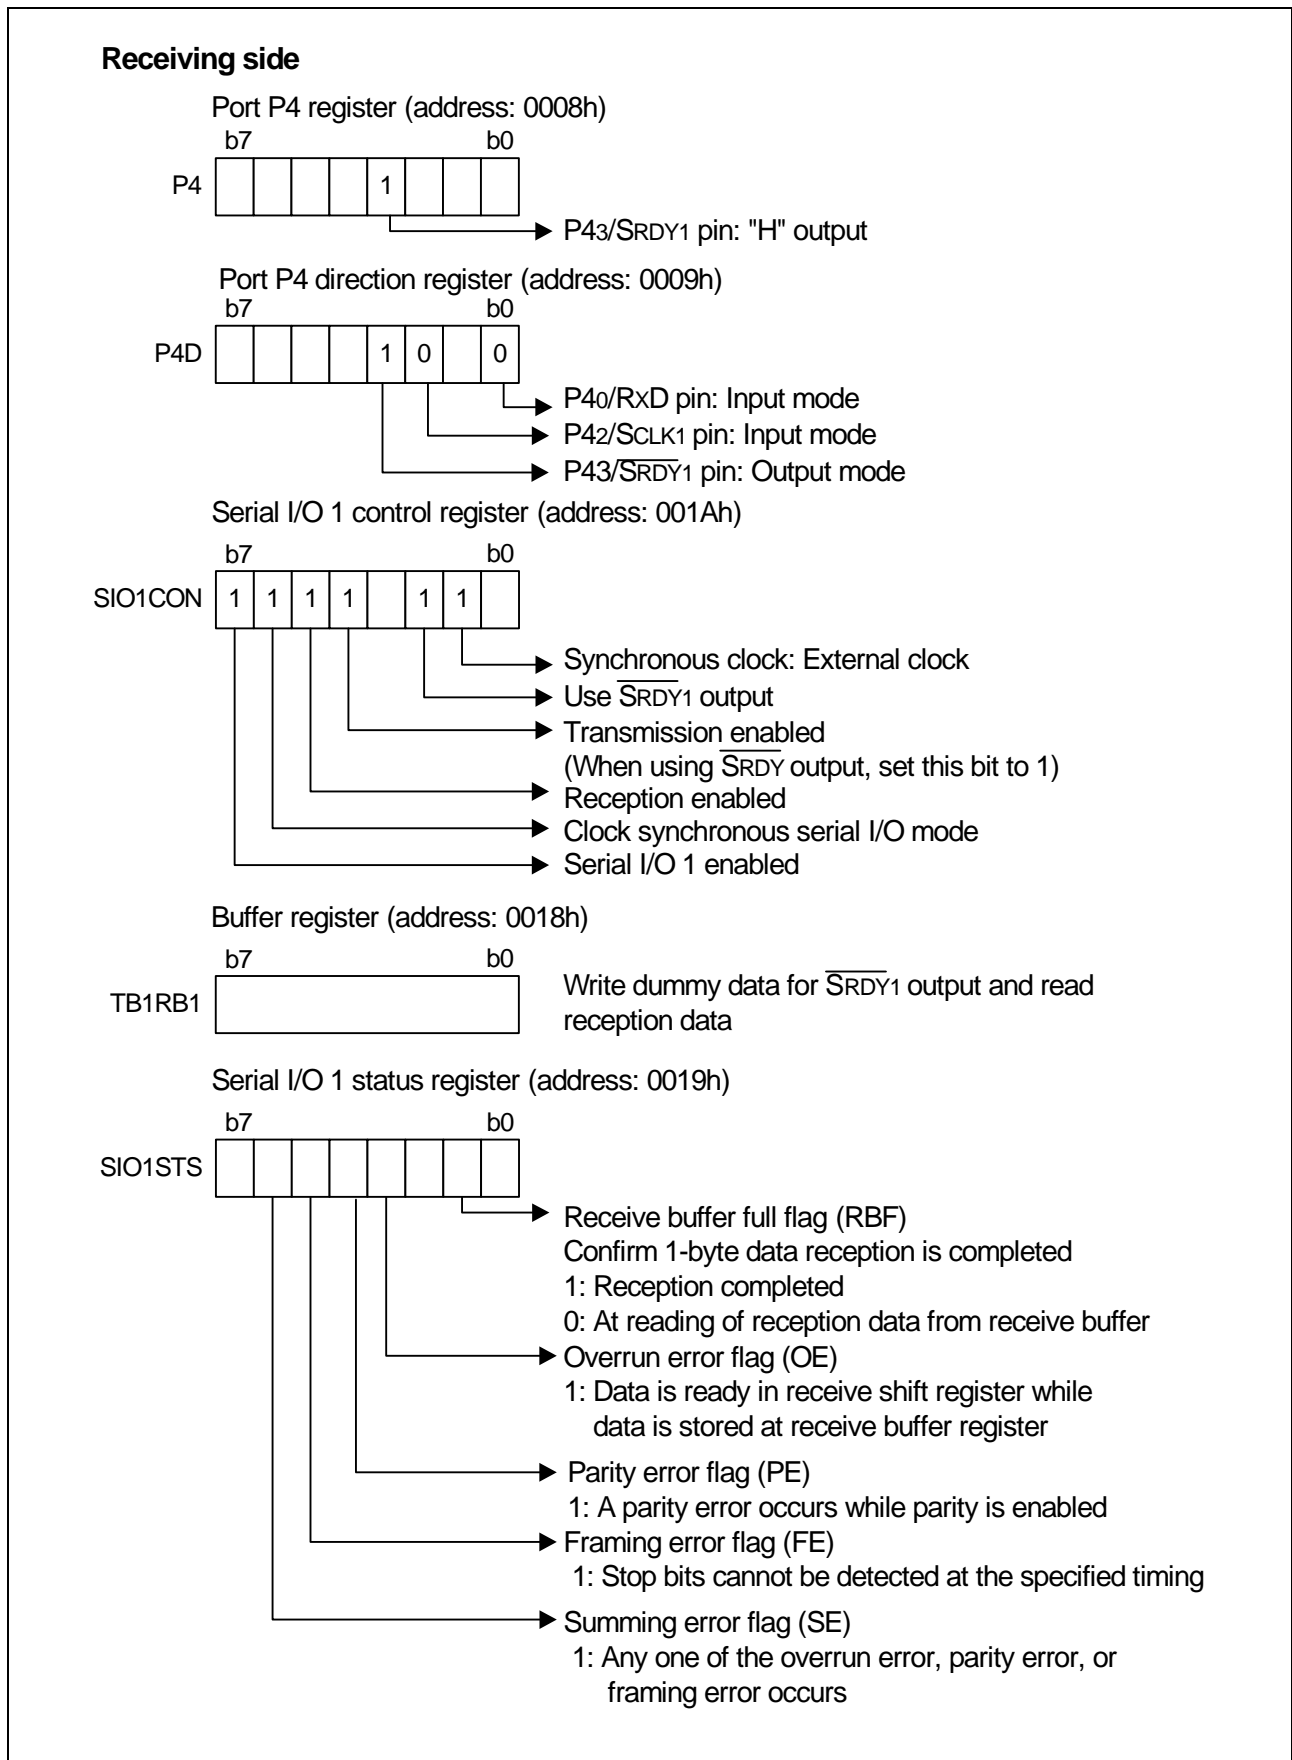 Receiving side
Port P4 register (address: 0008h)
b7 b0
P4 1
P43/SRDY1 pin: "H" output
Port P4 direction register (address: 0009h)
b7 b0
P4D 1 0 0
P40/RXD pin: Input mode
P42/SCLK1 pin: Input mode
P43/S̅R̅D̅Y̅1 pin: Output mode
Serial I/O 1 control register (address: 001Ah)
b7 b0
SIO1CON 1 1 1 1 1 1
Synchronous clock: External clock
Use S̅R̅D̅Y̅1 output
Transmission enabled
(When using S̅R̅D̅Y̅ output, set this bit to 1)
Reception enabled
Clock synchronous serial I/O mode
Serial I/O 1 enabled
Buffer register (address: 0018h)
b7 b0
TB1RB1
Write dummy data for S̅R̅D̅Y̅1 output and read
reception data
Serial I/O 1 status register (address: 0019h)
b7 b0
SIO1STS
Receive buffer full flag (RBF)
Confirm 1-byte data reception is completed
1: Reception completed
0: At reading of reception data from receive buffer
Overrun error flag (OE)
1: Data is ready in receive shift register while
data is stored at receive buffer register
Parity error flag (PE)
1: A parity error occurs while parity is enabled
Framing error flag (FE)
1: Stop bits cannot be detected at the specified timing
Summing error flag (SE)
1: Any one of the overrun error, parity error, or
framing error occurs